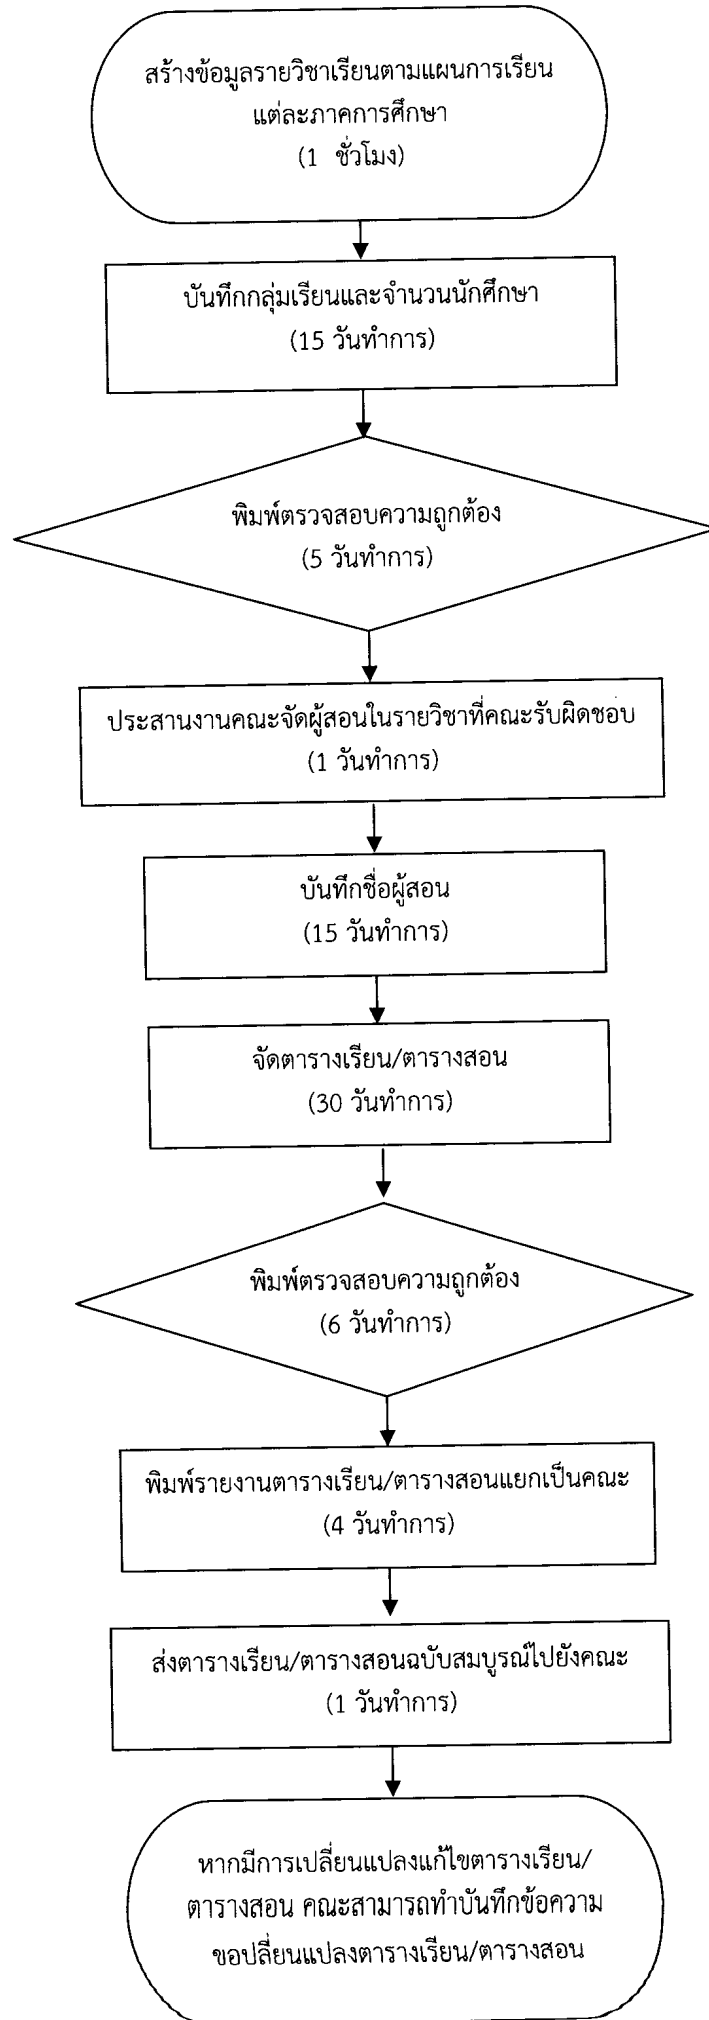 สร้างข้อมูลรายวิชาเรียนตามแผนการเรียน
แต่ละภาคการศึกษา
(1 ชั่วโมง)
บันทึกกลุ่มเรียนและจำนวนนักศึกษา
(15 วันทำการ)
พิมพ์ตรวจสอบความถูกต้อง
(5 วันทำการ)
ประสานงานคณะจัดผู้สอนในรายวิชาที่คณะรับผิดชอบ
(1 วันทำการ)
บันทึกชื่อผู้สอน
(15 วันทำการ)
จัดตารางเรียน/ตารางสอน
(30 วันทำการ)
พิมพ์ตรวจสอบความถูกต้อง
(6 วันทำการ)
พิมพ์รายงานตารางเรียน/ตารางสอนแยกเป็นคณะ
(4 วันทำการ)
ส่งตารางเรียน/ตารางสอนฉบับสมบูรณ์ไปยังคณะ
(1 วันทำการ)
หากมีการเปลี่ยนแปลงแก้ไขตารางเรียน/
ตารางสอน คณะสามารถทำบันทึกข้อความ
ขอปลี่ยนแปลงตารางเรียน/ตารางสอน